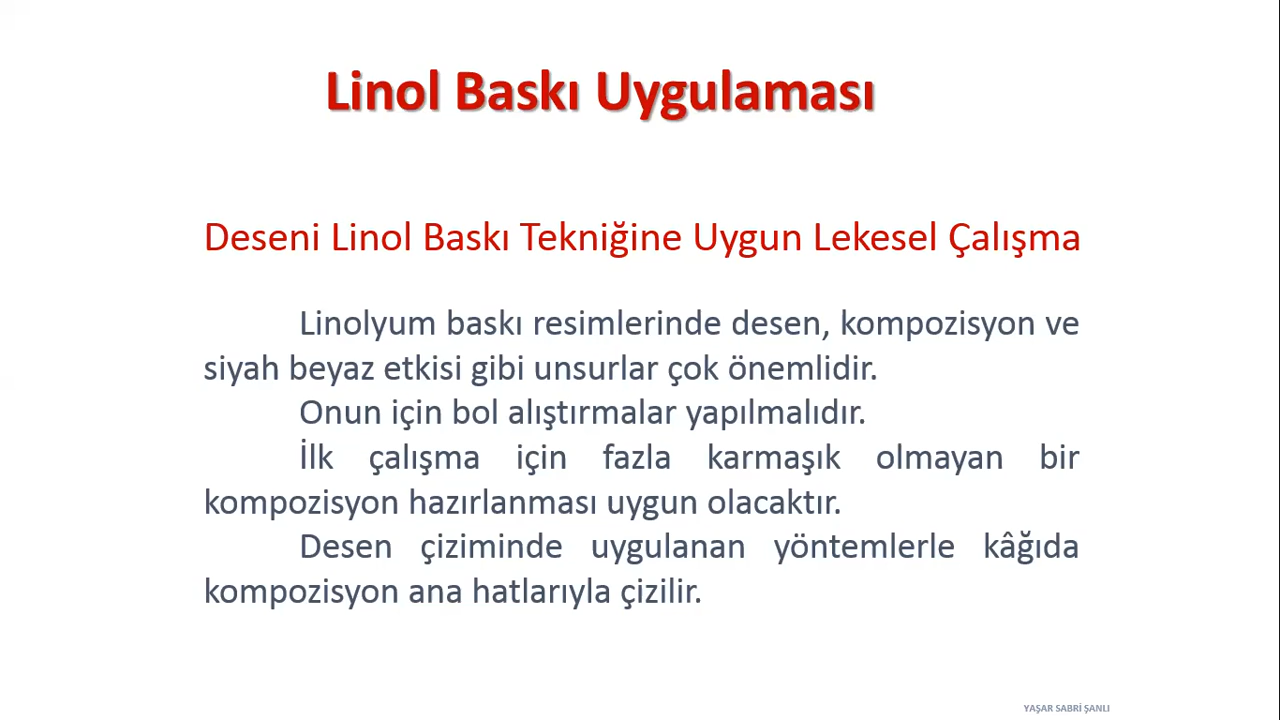 Linol Baskı Uygulaması
Deseni Linol Baskı Tekniğine Uygun Lekesel Çalışma
Linolyum baskı resimlerinde desen, kompozisyon ve
siyah beyaz etkisi gibi unsurlar çok önemlidir.
Onun için bol alıştırmalar yapılmalıdır.
İlk çalışma için fazla karmaşık olmayan bir
kompozisyon hazırlanması uygun olacaktır.
Desen çiziminde uygulanan yöntemlerle kâğıda
kompozisyon ana hatlarıyla çizilir.
YAŞAR SABRİ ŞANLI